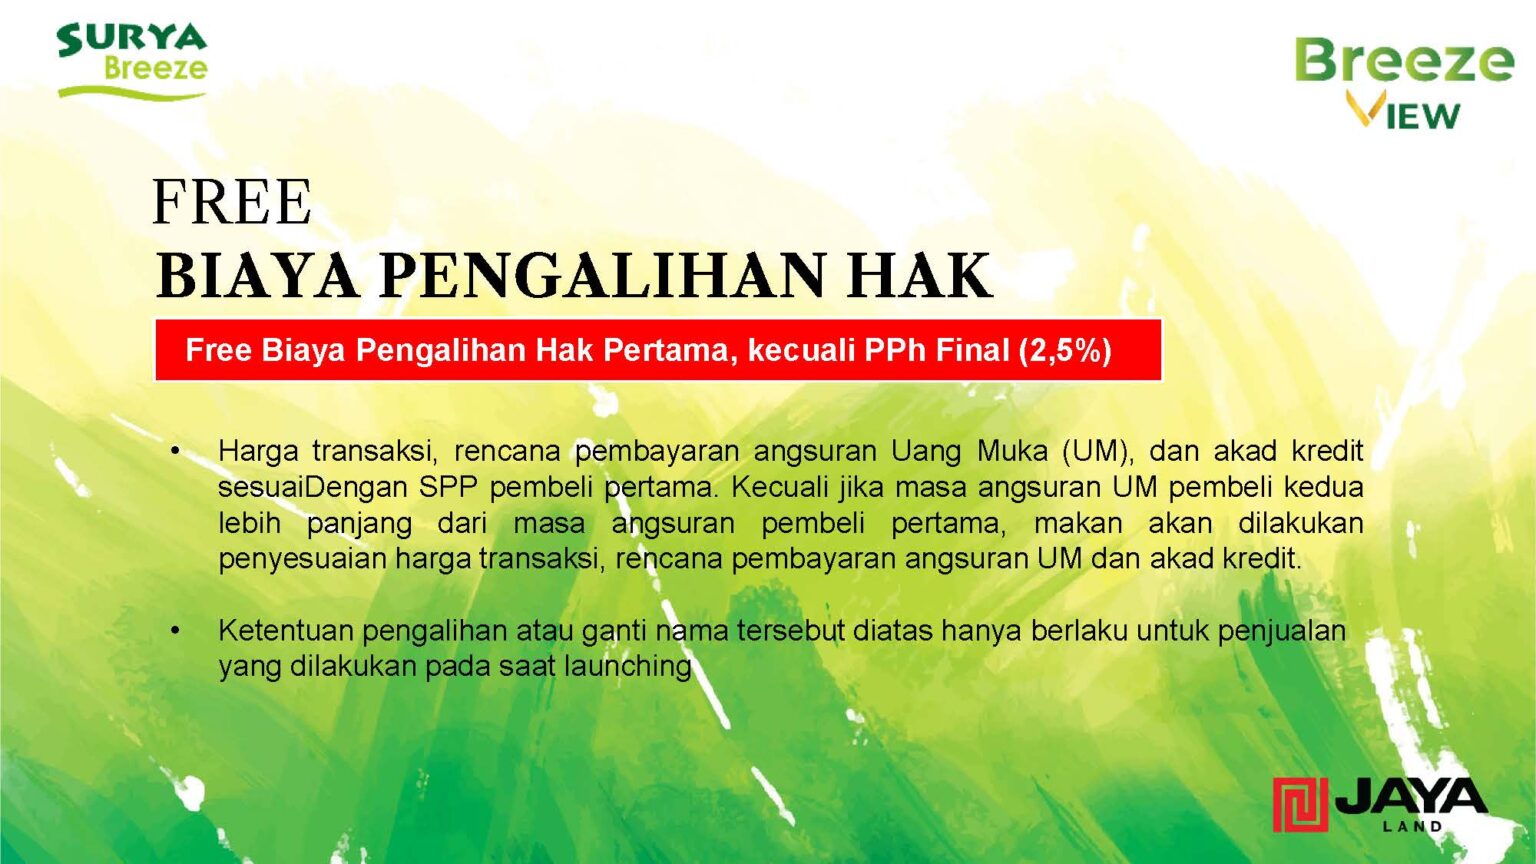 SURYA
Breeze
Breeze
VIEW
FREE
BIAYA PENGALIHAN HAK
Free Biaya Pengalihan Hak Pertama, kecuali PPh Final (2,5%)
• Harga transaksi, rencana pembayaran angsuran Uang Muka (UM), dan akad kredit
sesuaiDengan SPP pembeli pertama. Kecuali jika masa angsuran UM pembeli kedua
lebih panjang dari masa angsuran pembeli pertama, makan akan dilakukan
penyesuaian harga transaksi, rencana pembayaran angsuran UM dan akad kredit.
• Ketentuan pengalihan atau ganti nama tersebut diatas hanya berlaku untuk penjualan
yang dilakukan pada saat launching
JAYA
LAND